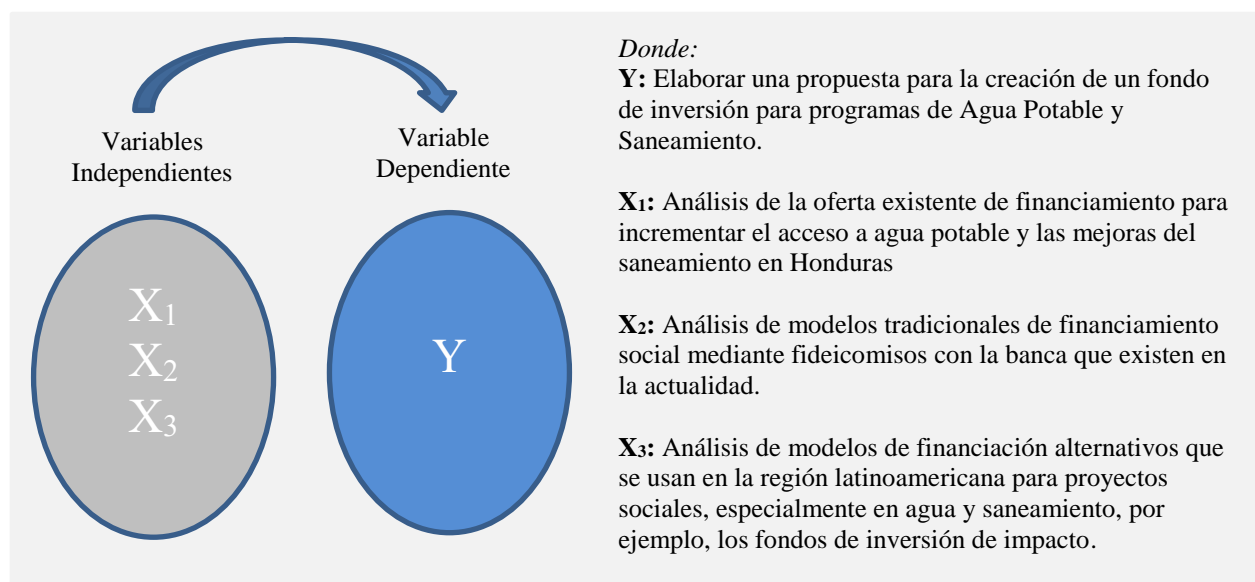 Variables
Independientes
Variable
Dependiente
X1
X2
X3
Y
Donde:
Y: Elaborar una propuesta para la creación de un fondo
de inversión para programas de Agua Potable y
Saneamiento.
X1: Análisis de la oferta existente de financiamiento para
incrementar el acceso a agua potable y las mejoras del
saneamiento en Honduras
X2: Análisis de modelos tradicionales de financiamiento
social mediante fideicomisos con la banca que existen en
la actualidad.
X3: Análisis de modelos de financiación alternativos que
se usan en la región latinoamericana para proyectos
sociales, especialmente en agua y saneamiento, por
ejemplo, los fondos de inversión de impacto.